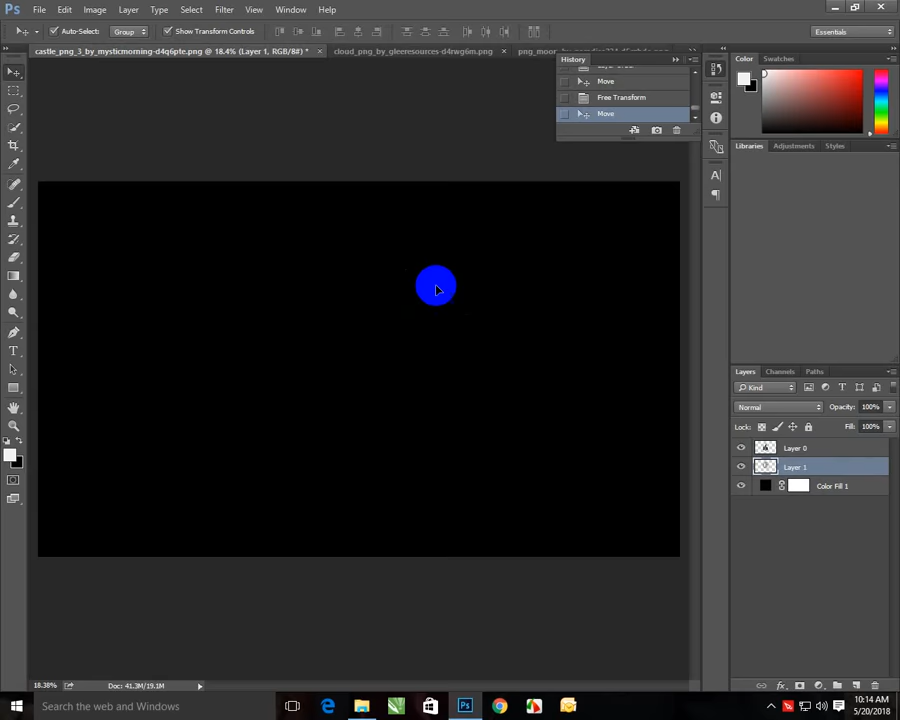 Ps File Edit Image Layer Type Select Filter View Window Help
Auto-Select: Group Show Transform Controls Essentials
castle_png_3_by_mysticmorning-d4q6pte.png @ 18.4% (Layer 1, RGB/8#) * × cloud_png_by_gleeresources-d4rwg6m.png ×
History
Move
Free Transform
Move
Color Swatches
Libraries Adjustments Styles
Layers Channels Paths
Kind
Normal Opacity: 100%
Lock: Fill: 100%
Layer 0
Layer 1
Color Fill 1
18.38% Doc: 41.3M/19.1M
Search the web and Windows
10:14 AM
5/20/2018